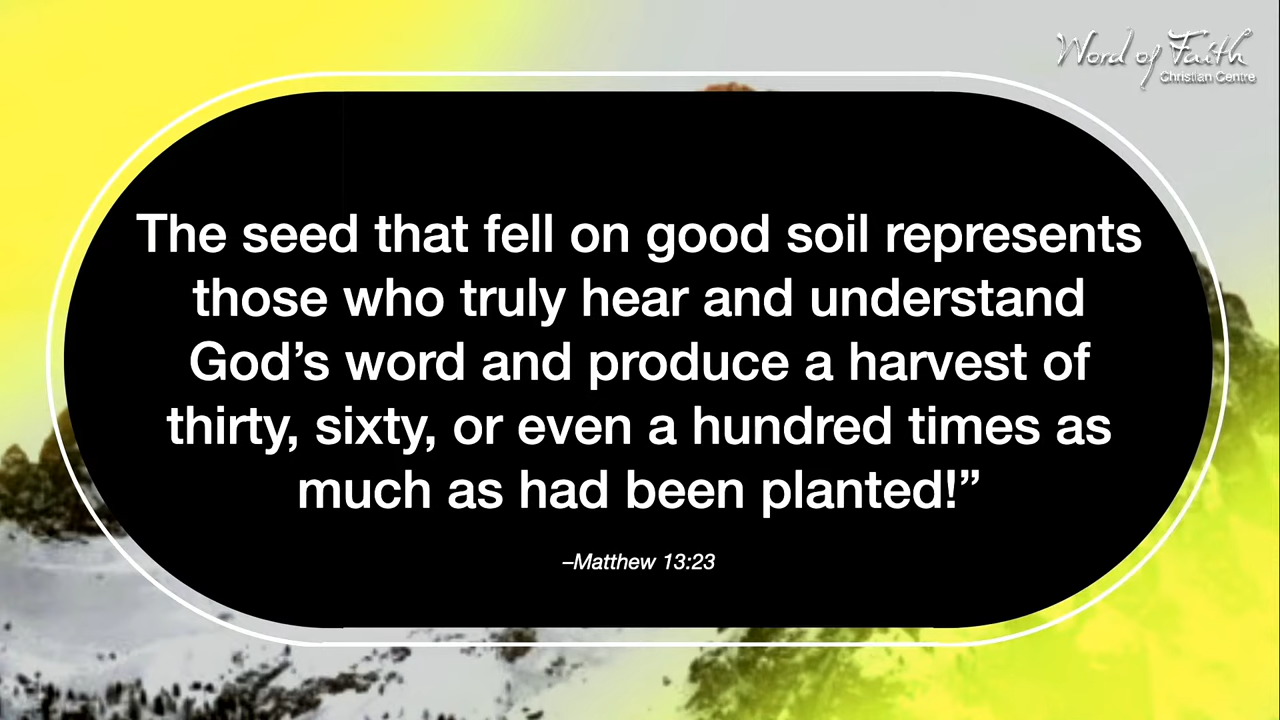 Word of Faith
Christian Centre
The seed that fell on good soil represents
those who truly hear and understand
God’s word and produce a harvest of
thirty, sixty, or even a hundred times as
much as had been planted!”
–Matthew 13:23